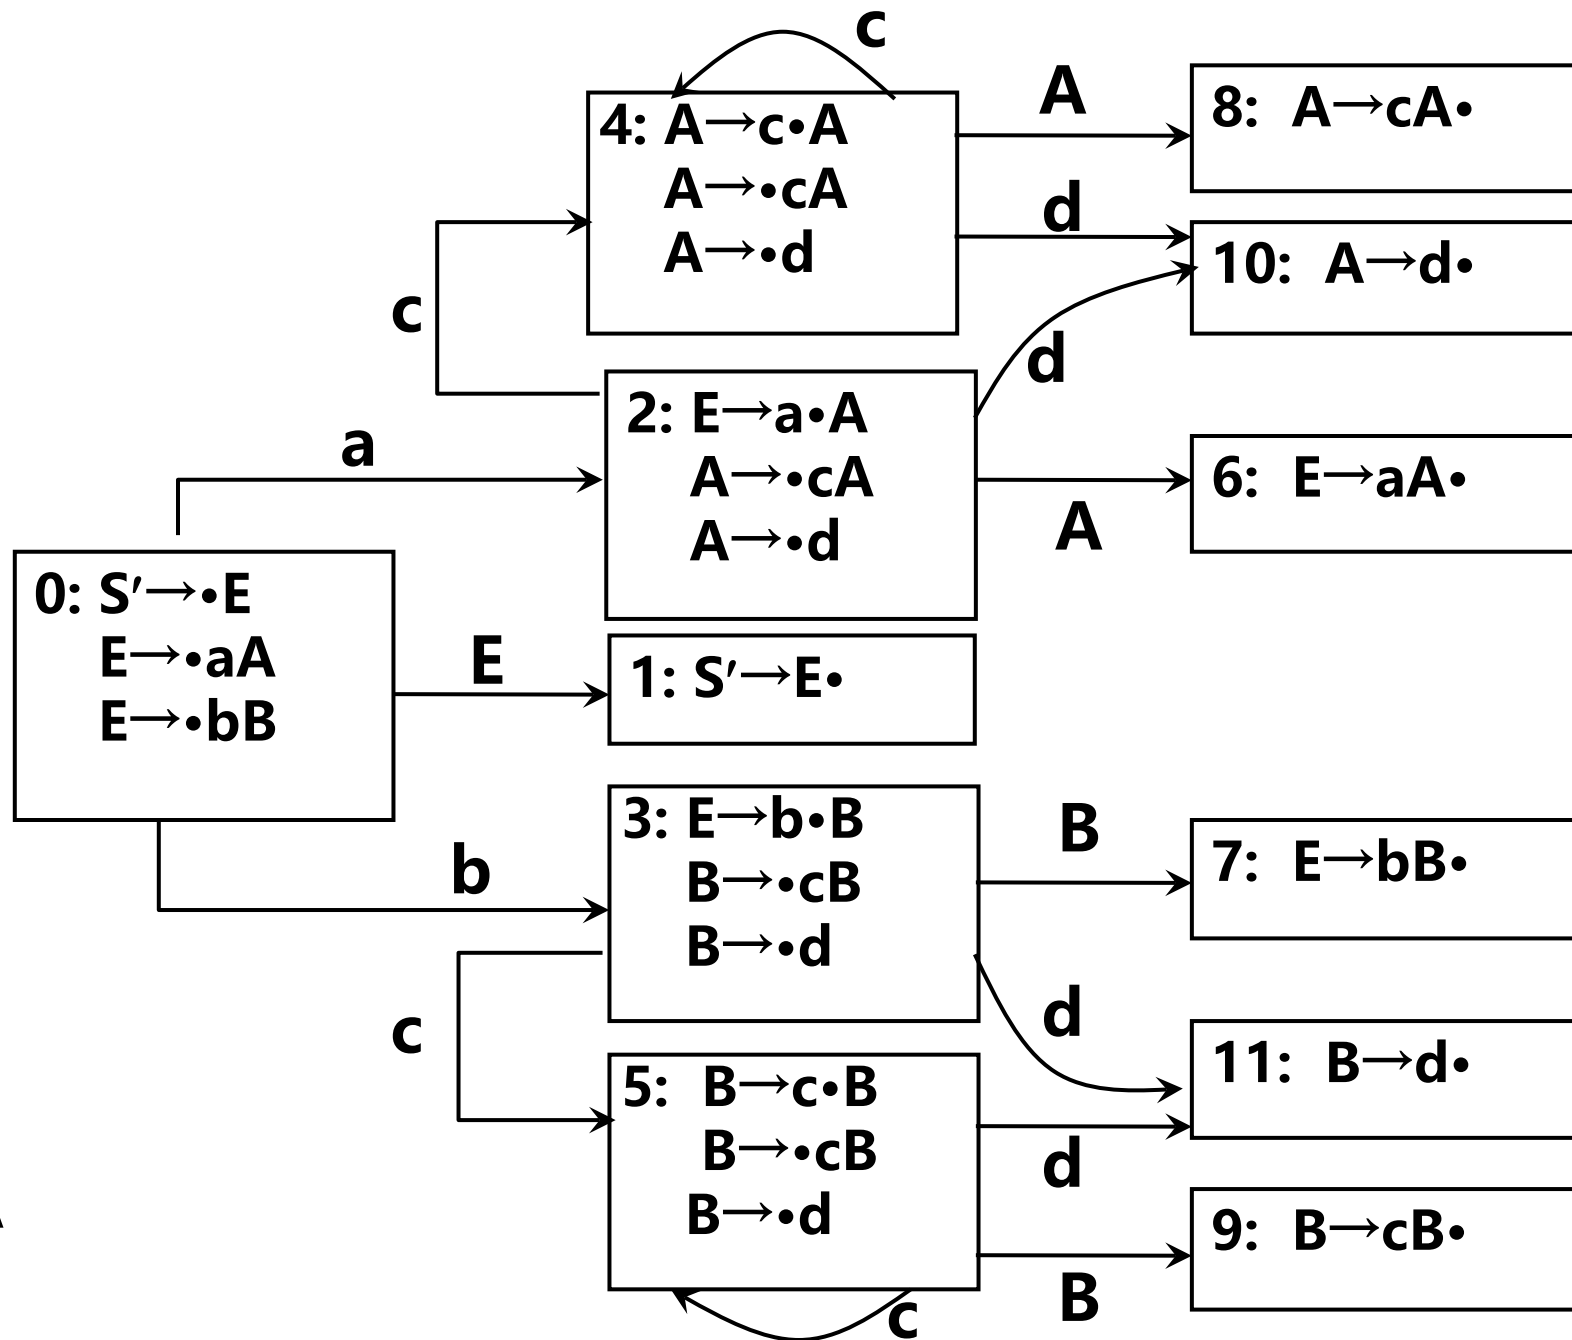 c
A
4: A→c•A
A→•cA
A→•d
8: A→cA•
d
10: A→d•
c
d
2: E→a•A
A→•cA
A→•d
a
A
6: E→aA•
0: S′→•E
E→•aA
E→•bB
E
1: S′→E•
b
3: E→b•B
B→•cB
B→•d
B
7: E→bB•
c
d
11: B→d•
5: B→c•B
B→•cB
B→•d
d
9: B→cB•
B
c